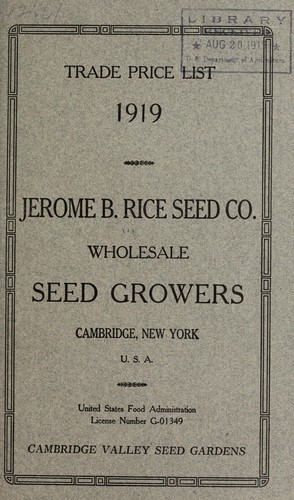 LIBRARY
★ AUG 20 191 ★
U. S. Department of Agriculture
TRADE PRICE LIST
1919
JEROME B. RICE SEED CO.
WHOLESALE
SEED GROWERS
CAMBRIDGE, NEW YORK
U. S. A.
United States Food Administration
License Number G-01349
CAMBRIDGE VALLEY SEED GARDENS